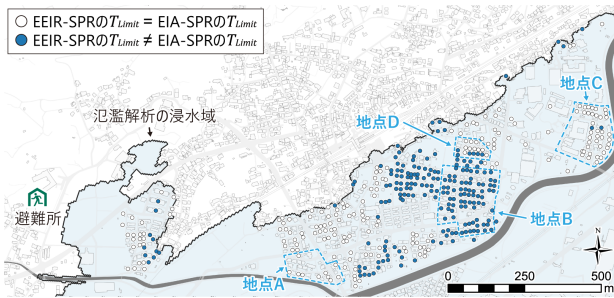 EEIR-SPRのT_Limit = EIA-SPRのT_Limit
EEIR-SPRのT_Limit ≠ EIA-SPRのT_Limit
氾濫解析の浸水域
地点C
地点D
避難所
地点B
地点A
N
0 250 500
m